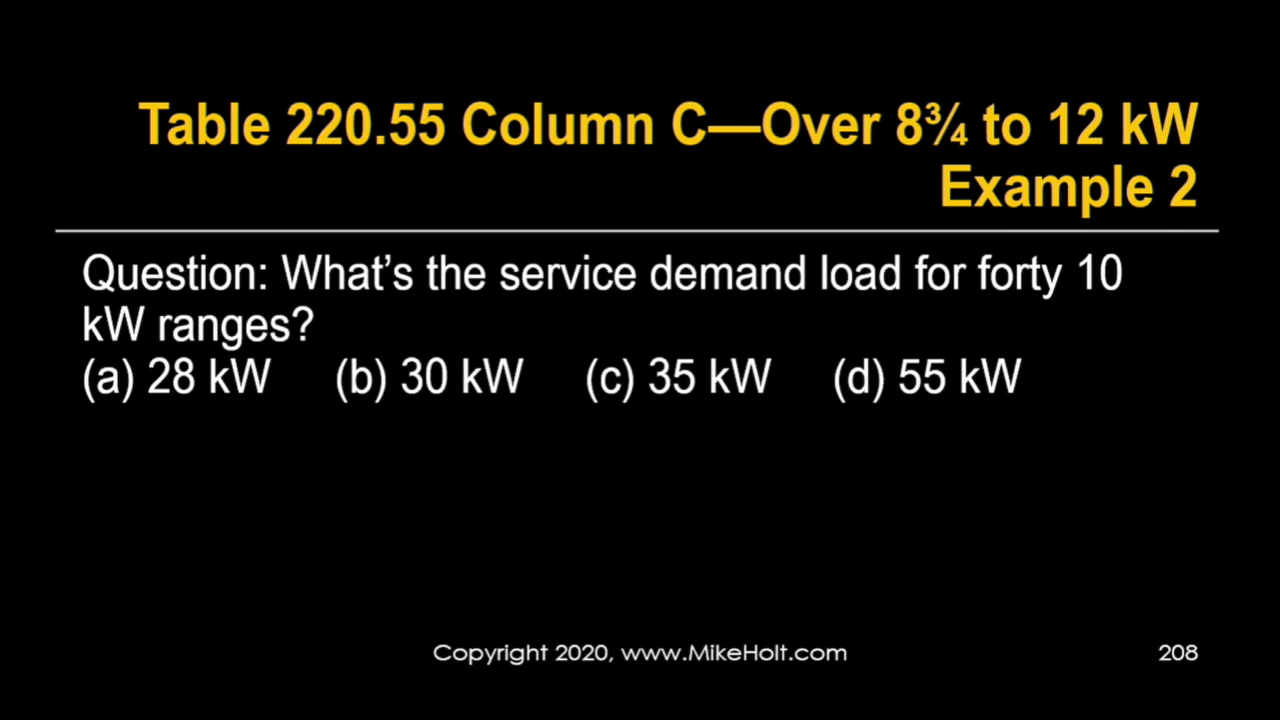 Table 220.55 Column C—Over 8¾ to 12 kW
Example 2
Question: What’s the service demand load for forty 10
kW ranges?
(a) 28 kW (b) 30 kW (c) 35 kW (d) 55 kW
Copyright 2020, www.MikeHolt.com 208